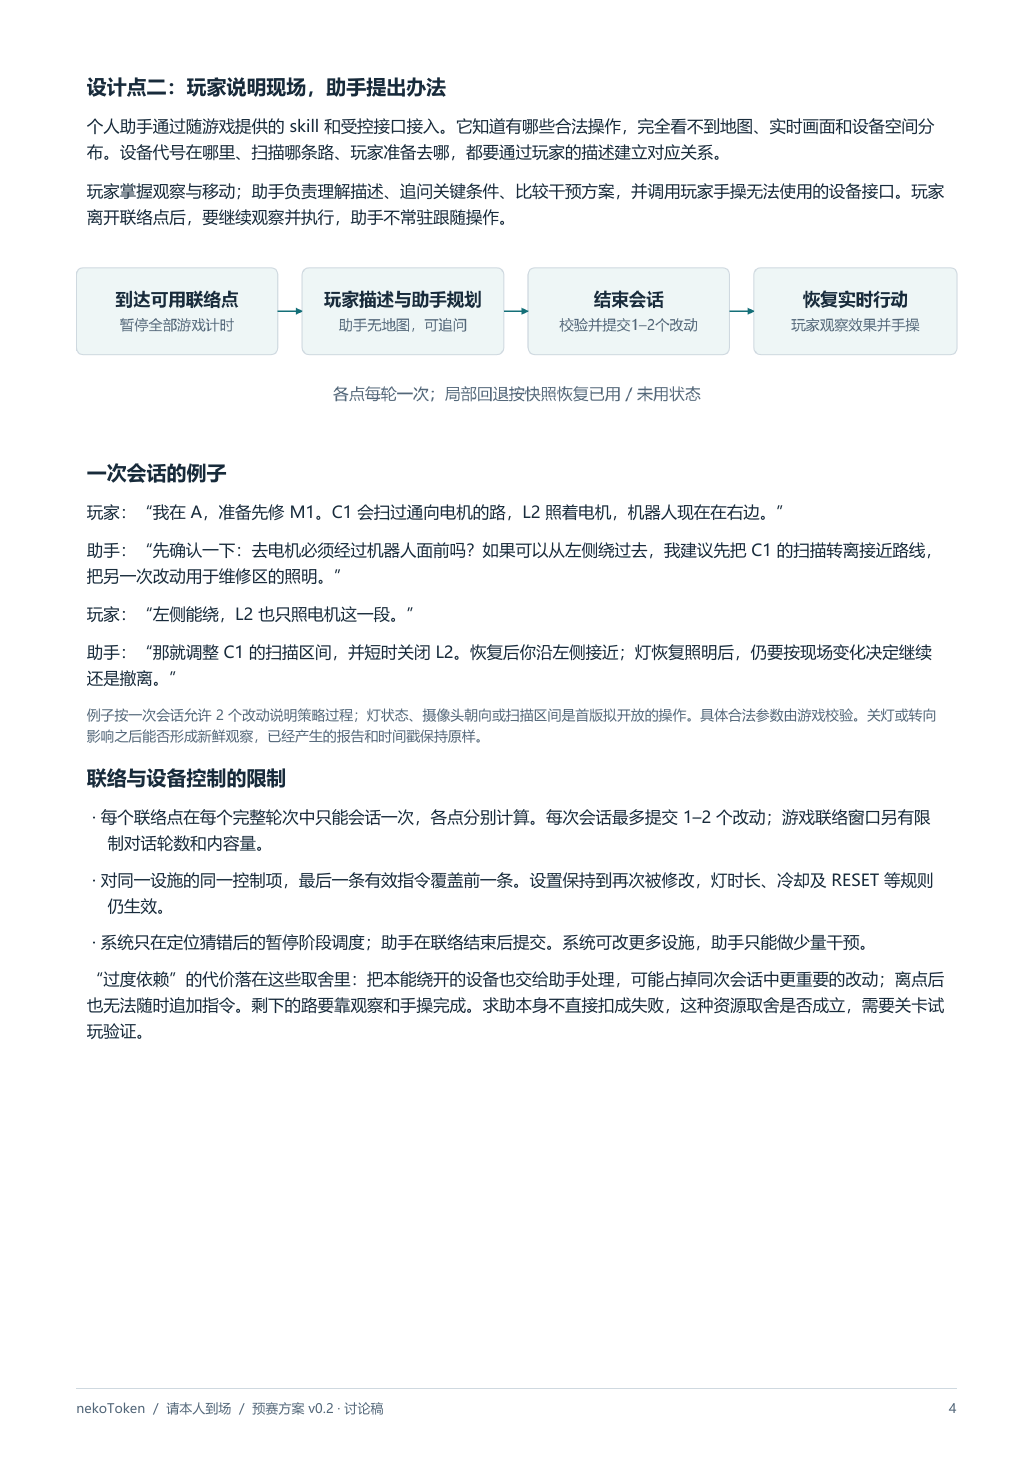 设计点二：玩家说明现场，助手提出办法
个人助手通过随游戏提供的 skill 和受控接口接入。它知道有哪些合法操作，完全看不到地图、实时画面和设备空间分
布。设备代号在哪里、扫描哪条路、玩家准备去哪，都要通过玩家的描述建立对应关系。
玩家掌握观察与移动；助手负责理解描述、追问关键条件、比较干预方案，并调用玩家手操无法使用的设备接口。玩家
离开联络点后，要继续观察并执行，助手不常驻跟随操作。
到达可用联络点
暂停全部游戏计时
玩家描述与助手规划
助手无地图，可追问
结束会话
校验并提交1–2个改动
恢复实时行动
玩家观察效果并手操
各点每轮一次；局部回退按快照恢复已用 / 未用状态
一次会话的例子
玩家：“我在 A，准备先修 M1。C1 会扫过通向电机的路，L2 照着电机，机器人现在在右边。”
助手：“先确认一下：去电机必须经过机器人面前吗？如果可以从左侧绕过去，我建议先把 C1 的扫描转离接近路线，
把另一次改动用于维修区的照明。”
玩家：“左侧能绕，L2 也只照电机这一段。”
助手：“那就调整 C1 的扫描区间，并短时关闭 L2。恢复后你沿左侧接近；灯恢复照明后，仍要按现场变化决定继续
还是撤离。”
例子按一次会话允许 2 个改动说明策略过程；灯状态、摄像头朝向或扫描区间是首版拟开放的操作。具体合法参数由游戏校验。关灯或转向
影响之后能否形成新鲜观察，已经产生的报告和时间戳保持原样。
联络与设备控制的限制
· 每个联络点在每个完整轮次中只能会话一次，各点分别计算。每次会话最多提交 1–2 个改动；游戏联络窗口另有限
制对话轮数和内容量。
· 对同一设施的同一控制项，最后一条有效指令覆盖前一条。设置保持到再次被修改，灯时长、冷却及 RESET 等规则
仍生效。
· 系统只在定位猜错后的暂停阶段调度；助手在联络结束后提交。系统可改更多设施，助手只能做少量干预。
“过度依赖”的代价落在这些取舍里：把本能绕开的设备也交给助手处理，可能占掉同次会话中更重要的改动；离点后
也无法随时追加指令。剩下的路要靠观察和手操完成。求助本身不直接扣成失败，这种资源取舍是否成立，需要关卡试
玩验证。
nekoToken / 请本人到场 / 预赛方案 v0.2 · 讨论稿
4